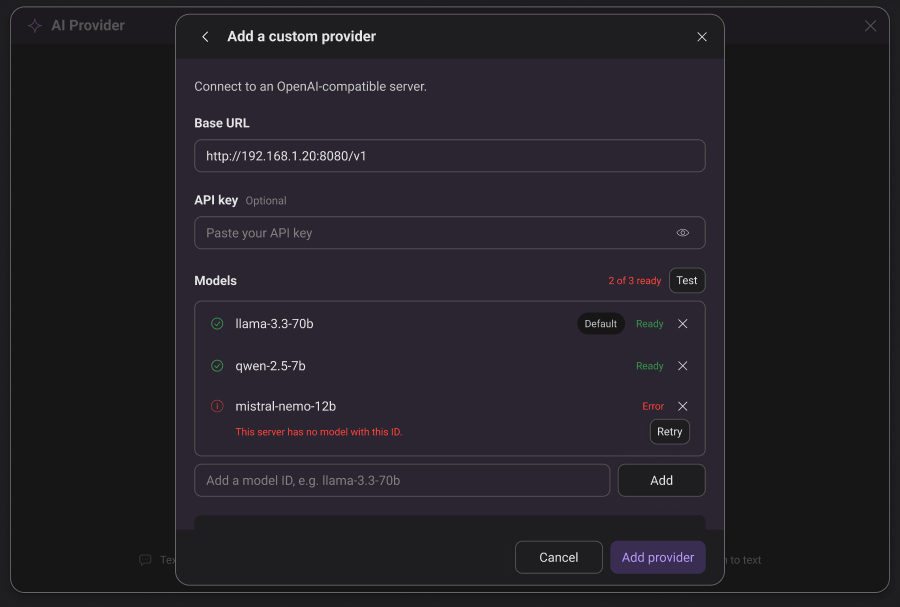 AI Provider
Add a custom provider
Connect to an OpenAI-compatible server.
Base URL
http://192.168.1.20:8080/v1
API key Optional
Paste your API key
Models 2 of 3 ready Test
llama-3.3-70b Default Ready
qwen-2.5-7b Ready
mistral-nemo-12b Error
This server has no model with this ID. Retry
Add a model ID, e.g. llama-3.3-70b Add
to text
Cancel Add provider